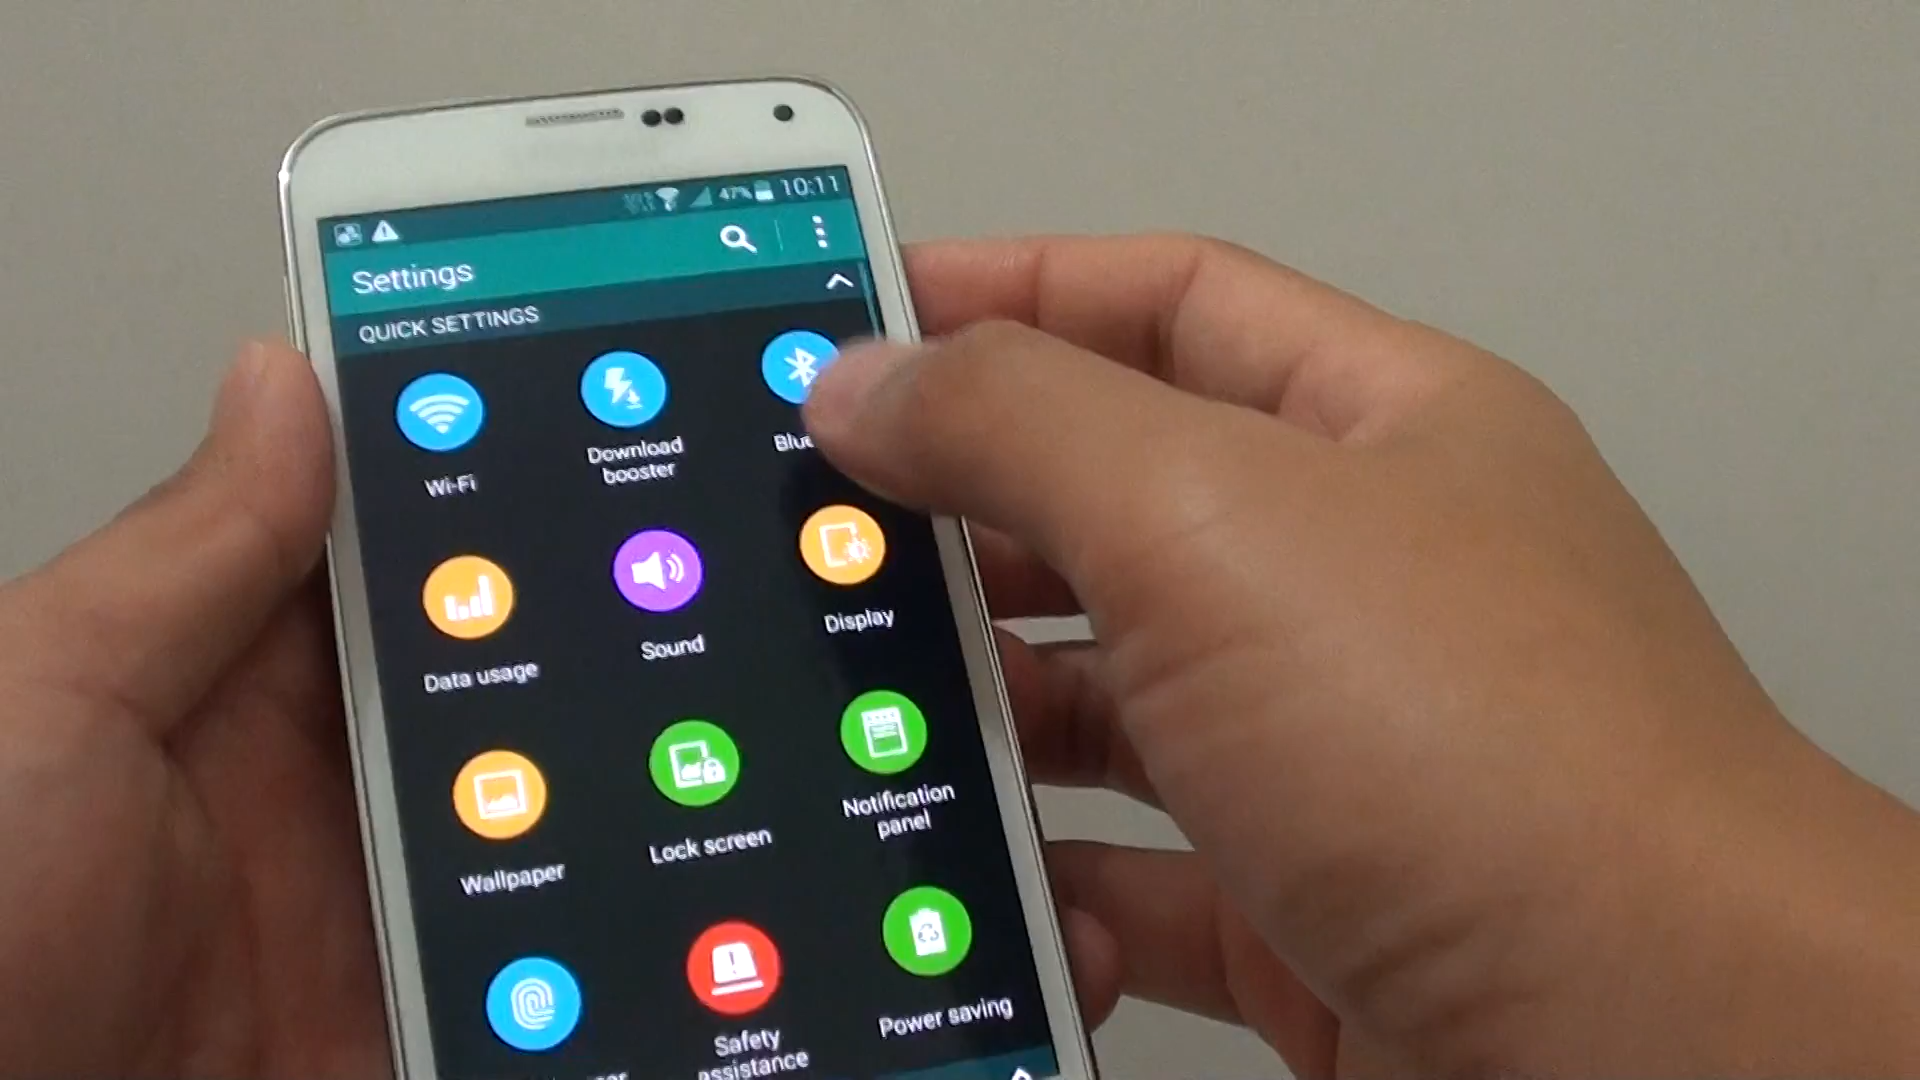 47% 10:11
Settings
QUICK SETTINGS
Wi-Fi
Download
booster
Data usage
Sound
Display
Wallpaper
Lock screen
Notification
panel
Safety
assistance
Power saving